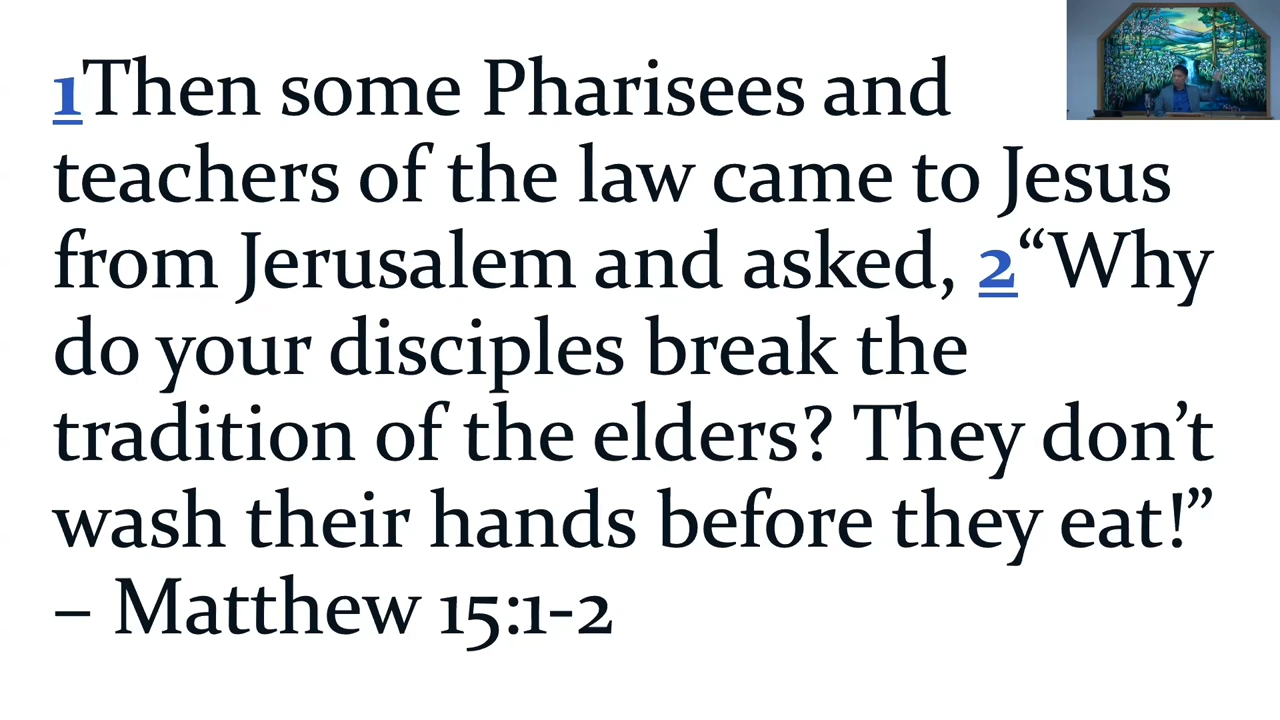 1Then some Pharisees and
teachers of the law came to Jesus
from Jerusalem and asked, 2“Why
do your disciples break the
tradition of the elders? They don’t
wash their hands before they eat!”
– Matthew 15:1-2